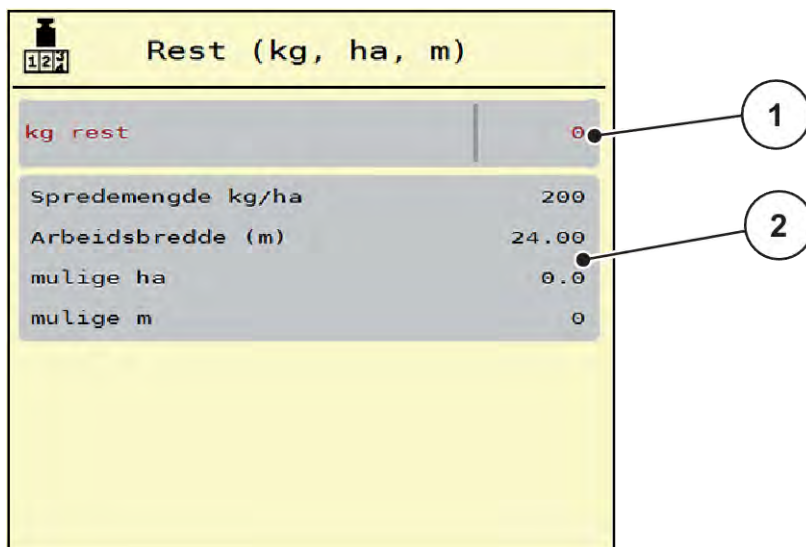 123
Rest (kg, ha, m)
kg rest 0
1
Spredemengde kg/ha 200
Arbeidsbredde (m) 24.00
2
mulige ha 0.0
mulige m 0